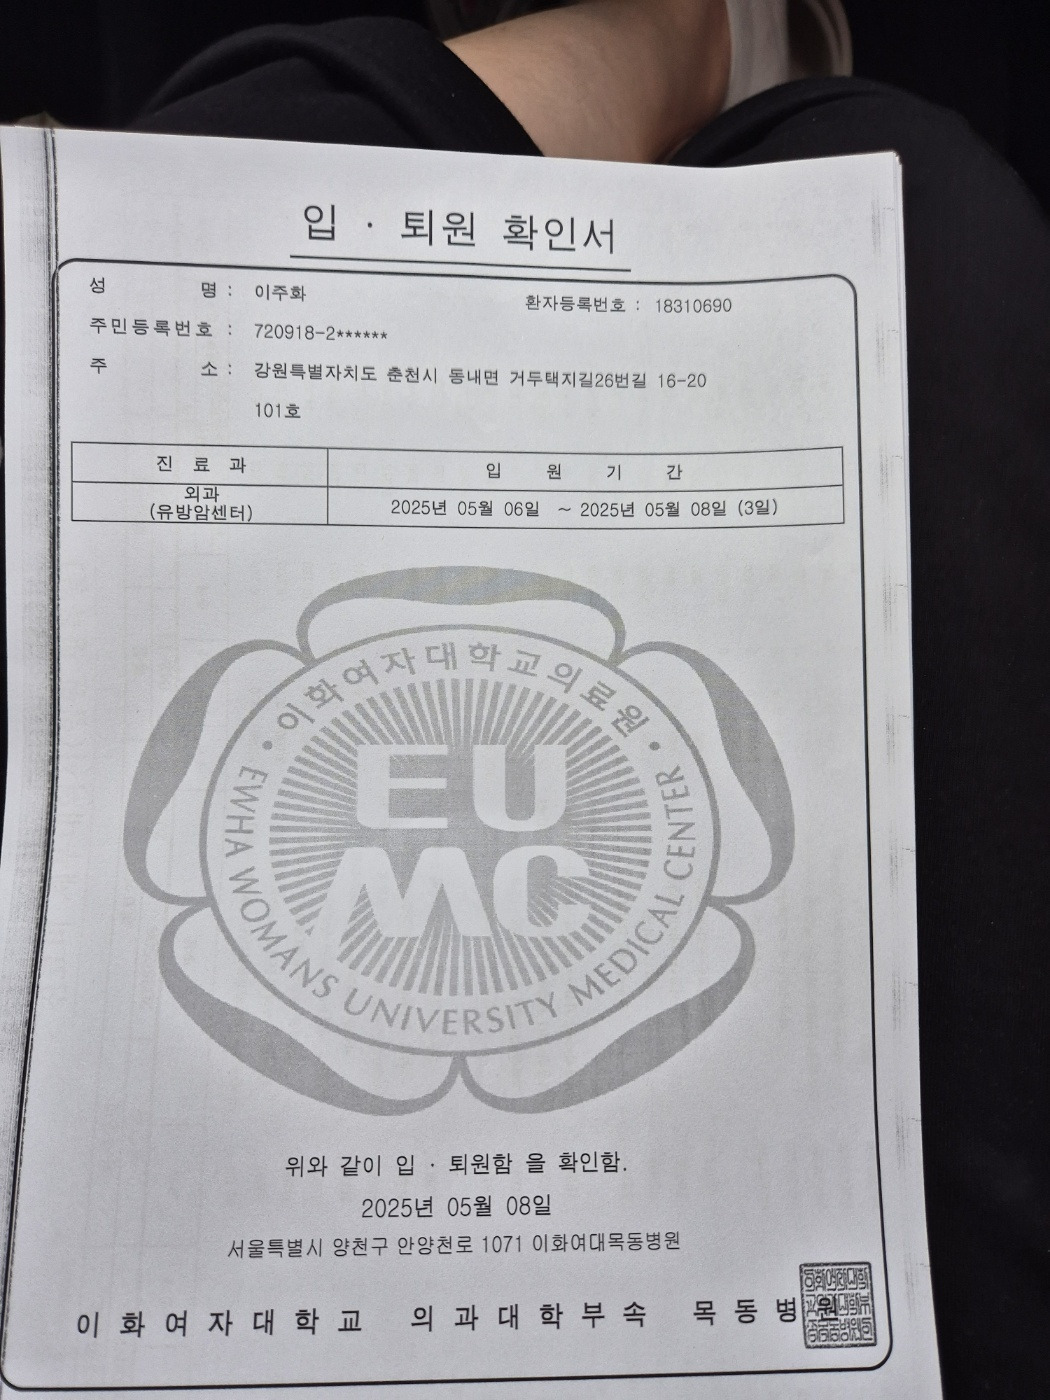 입 · 퇴원 확인서
성 명 : 이주화 환자등록번호 : 18310690
주민등록번호 : 720918-2******
주 소 : 강원특별자치도 춘천시 동내면 거두택지길26번길 16-20
101호
진 료 과 입 원 기 간
외과
(유방암센터) 2025년 05월 06일 ~ 2025년 05월 08일 (3일)
이화여자대학교의료원
EU
MC
EWHA WOMANS UNIVERSITY MEDICAL CENTER
위와 같이 입 · 퇴원함 을 확인함.
2025년 05월 08일
서울특별시 양천구 안양천로 1071 이화여대목동병원
이 화 여 자 대 학 교 의 과 대 학 부 속 목 동 병 원